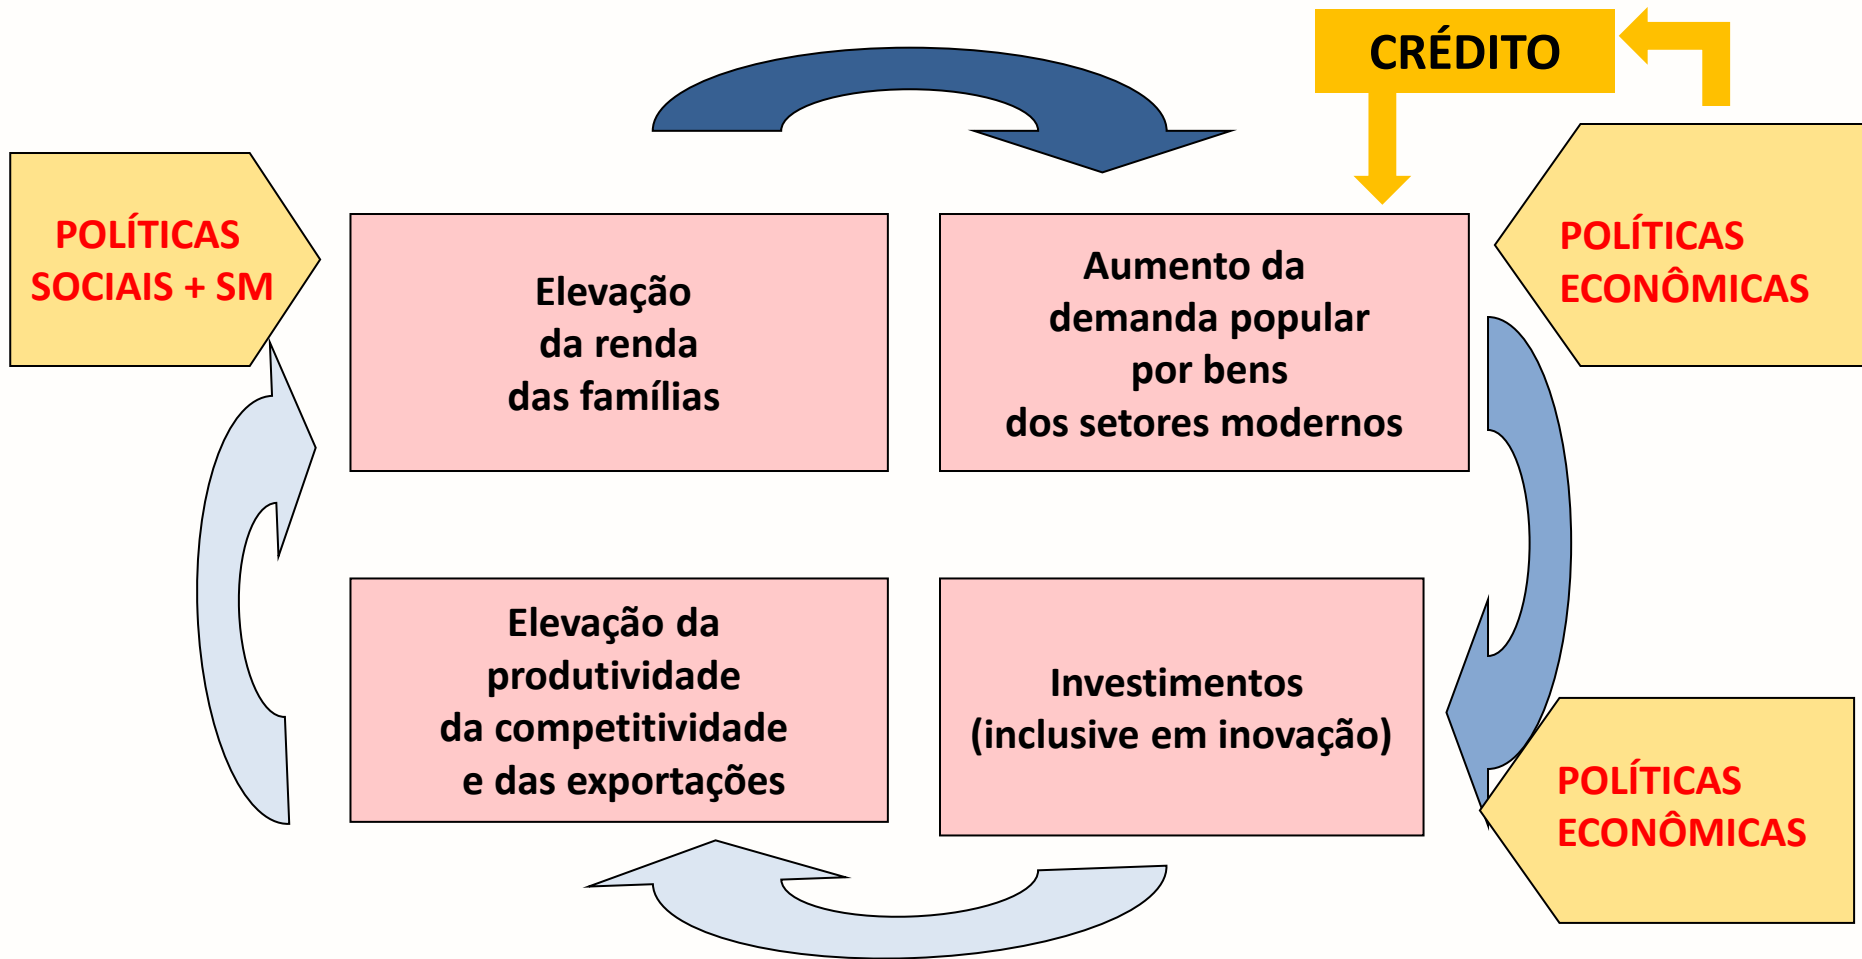 CRÉDITO
POLÍTICAS
SOCIAIS + SM
Elevação
da renda
das famílias
Aumento da
demanda popular
por bens
dos setores modernos
POLÍTICAS
ECONÔMICAS
Elevação da
produtividade
da competitividade
e das exportações
Investimentos
(inclusive em inovação)
POLÍTICAS
ECONÔMICAS